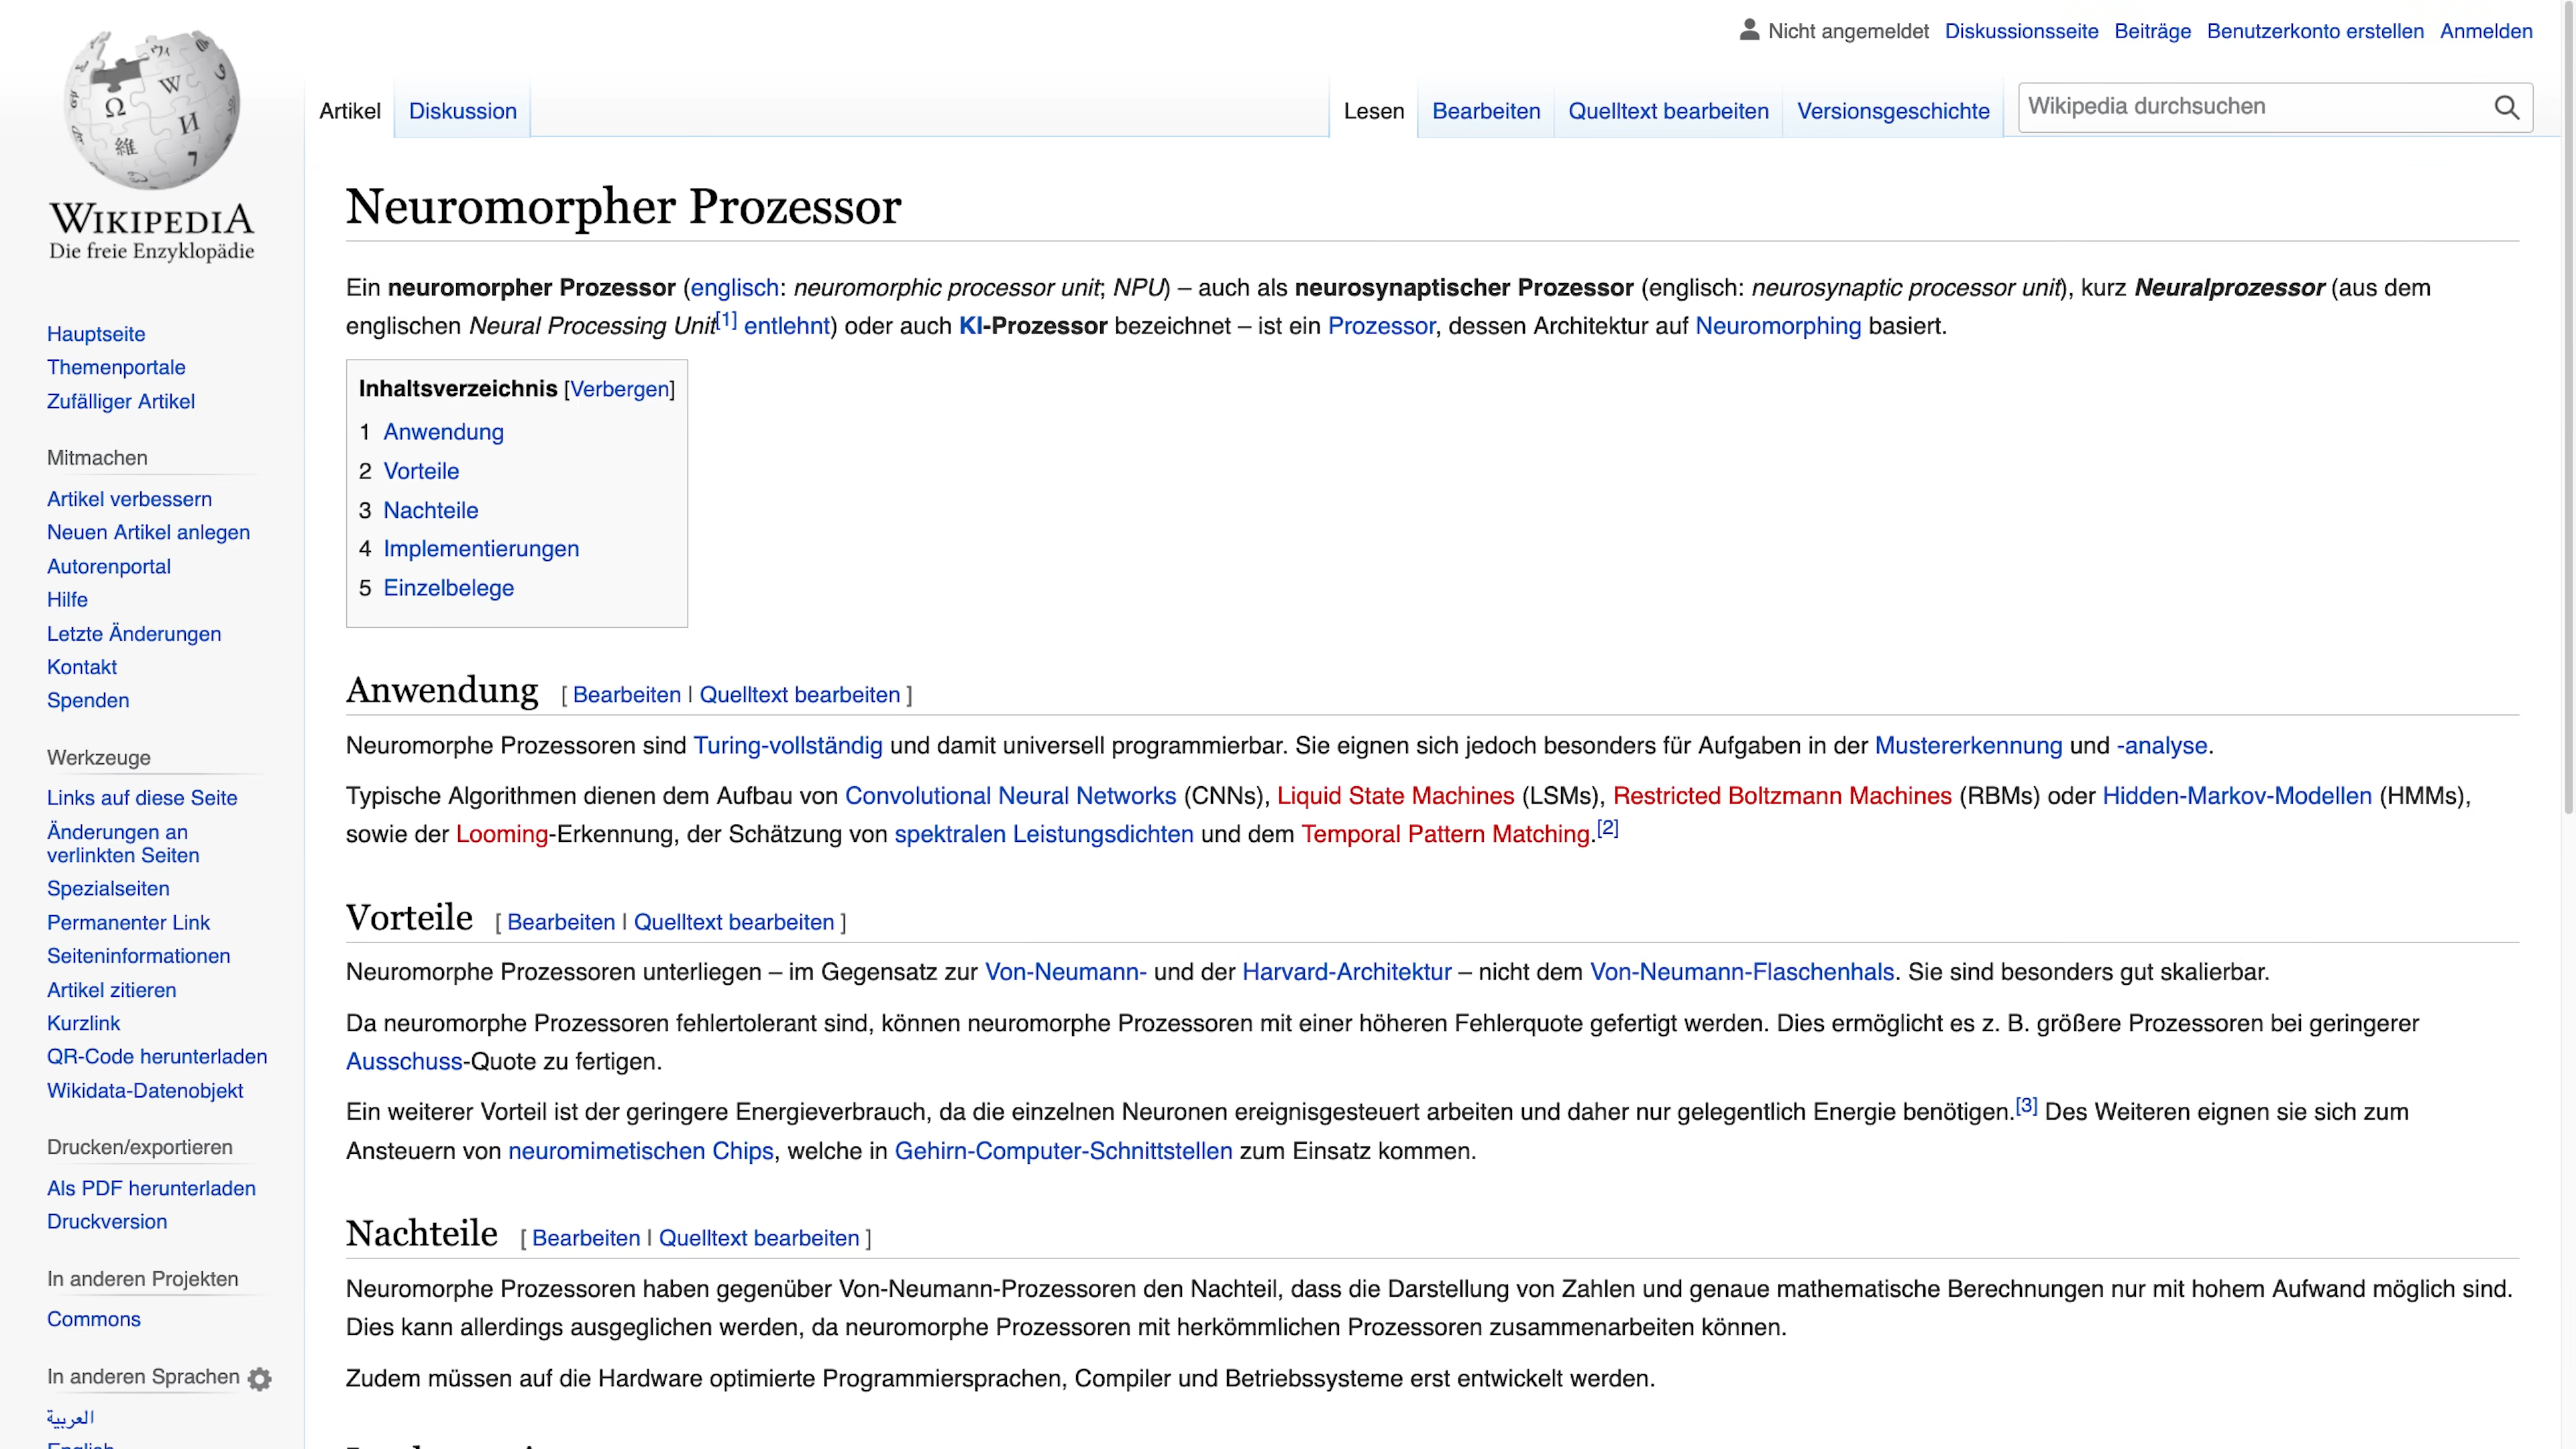 Nicht angemeldet Diskussionsseite Beiträge Benutzerkonto erstellen Anmelden
Artikel Diskussion Lesen Bearbeiten Quelltext bearbeiten Versionsgeschichte Wikipedia durchsuchen
WIKIPEDIA
Die freie Enzyklopädie
Hauptseite
Themenportale
Zufälliger Artikel
Mitmachen
Artikel verbessern
Neuen Artikel anlegen
Autorenportal
Hilfe
Letzte Änderungen
Kontakt
Spenden
Werkzeuge
Links auf diese Seite
Änderungen an
verlinkten Seiten
Spezialseiten
Permanenter Link
Seiteninformationen
Artikel zitieren
Kurzlink
QR-Code herunterladen
Wikidata-Datenobjekt
Drucken/exportieren
Als PDF herunterladen
Druckversion
In anderen Projekten
Commons
In anderen Sprachen
العربية
English
Neuromorpher Prozessor
Ein neuromorpher Prozessor (englisch: neuromorphic processor unit; NPU) – auch als neurosynaptischer Prozessor (englisch: neurosynaptic processor unit), kurz Neuralprozessor (aus dem
englischen Neural Processing Unit[1] entlehnt) oder auch KI-Prozessor bezeichnet – ist ein Prozessor, dessen Architektur auf Neuromorphing basiert.
Inhaltsverzeichnis [Verbergen]
1 Anwendung
2 Vorteile
3 Nachteile
4 Implementierungen
5 Einzelbelege
Anwendung [ Bearbeiten | Quelltext bearbeiten ]
Neuromorphe Prozessoren sind Turing-vollständig und damit universell programmierbar. Sie eignen sich jedoch besonders für Aufgaben in der Mustererkennung und -analyse.
Typische Algorithmen dienen dem Aufbau von Convolutional Neural Networks (CNNs), Liquid State Machines (LSMs), Restricted Boltzmann Machines (RBMs) oder Hidden-Markov-Modellen (HMMs),
sowie der Looming-Erkennung, der Schätzung von spektralen Leistungsdichten und dem Temporal Pattern Matching.[2]
Vorteile [ Bearbeiten | Quelltext bearbeiten ]
Neuromorphe Prozessoren unterliegen – im Gegensatz zur Von-Neumann- und der Harvard-Architektur – nicht dem Von-Neumann-Flaschenhals. Sie sind besonders gut skalierbar.
Da neuromorphe Prozessoren fehlertolerant sind, können neuromorphe Prozessoren mit einer höheren Fehlerquote gefertigt werden. Dies ermöglicht es z. B. größere Prozessoren bei geringerer
Ausschuss-Quote zu fertigen.
Ein weiterer Vorteil ist der geringere Energieverbrauch, da die einzelnen Neuronen ereignisgesteuert arbeiten und daher nur gelegentlich Energie benötigen.[3] Des Weiteren eignen sie sich zum
Ansteuern von neuromimetischen Chips, welche in Gehirn-Computer-Schnittstellen zum Einsatz kommen.
Nachteile [ Bearbeiten | Quelltext bearbeiten ]
Neuromorphe Prozessoren haben gegenüber Von-Neumann-Prozessoren den Nachteil, dass die Darstellung von Zahlen und genaue mathematische Berechnungen nur mit hohem Aufwand möglich sind.
Dies kann allerdings ausgeglichen werden, da neuromorphe Prozessoren mit herkömmlichen Prozessoren zusammenarbeiten können.
Zudem müssen auf die Hardware optimierte Programmiersprachen, Compiler und Betriebssysteme erst entwickelt werden.